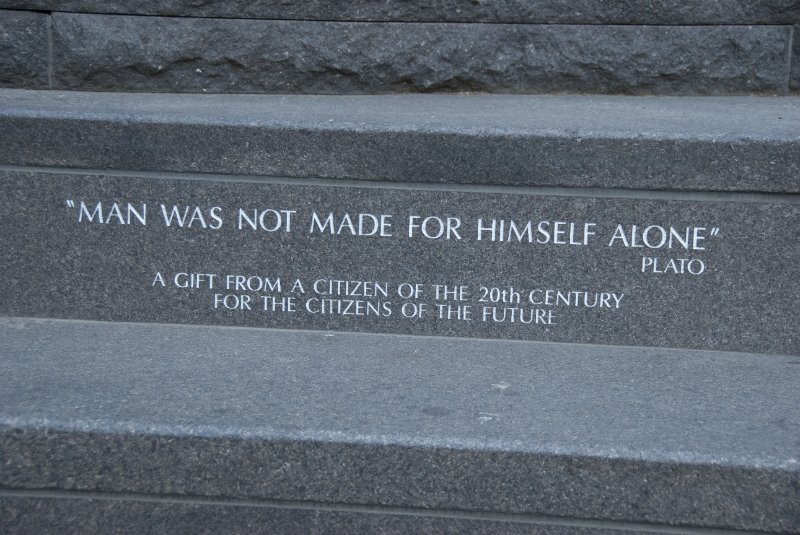 "MAN WAS NOT MADE FOR HIMSELF ALONE"
PLATO
A GIFT FROM A CITIZEN OF THE 20th CENTURY
FOR THE CITIZENS OF THE FUTURE